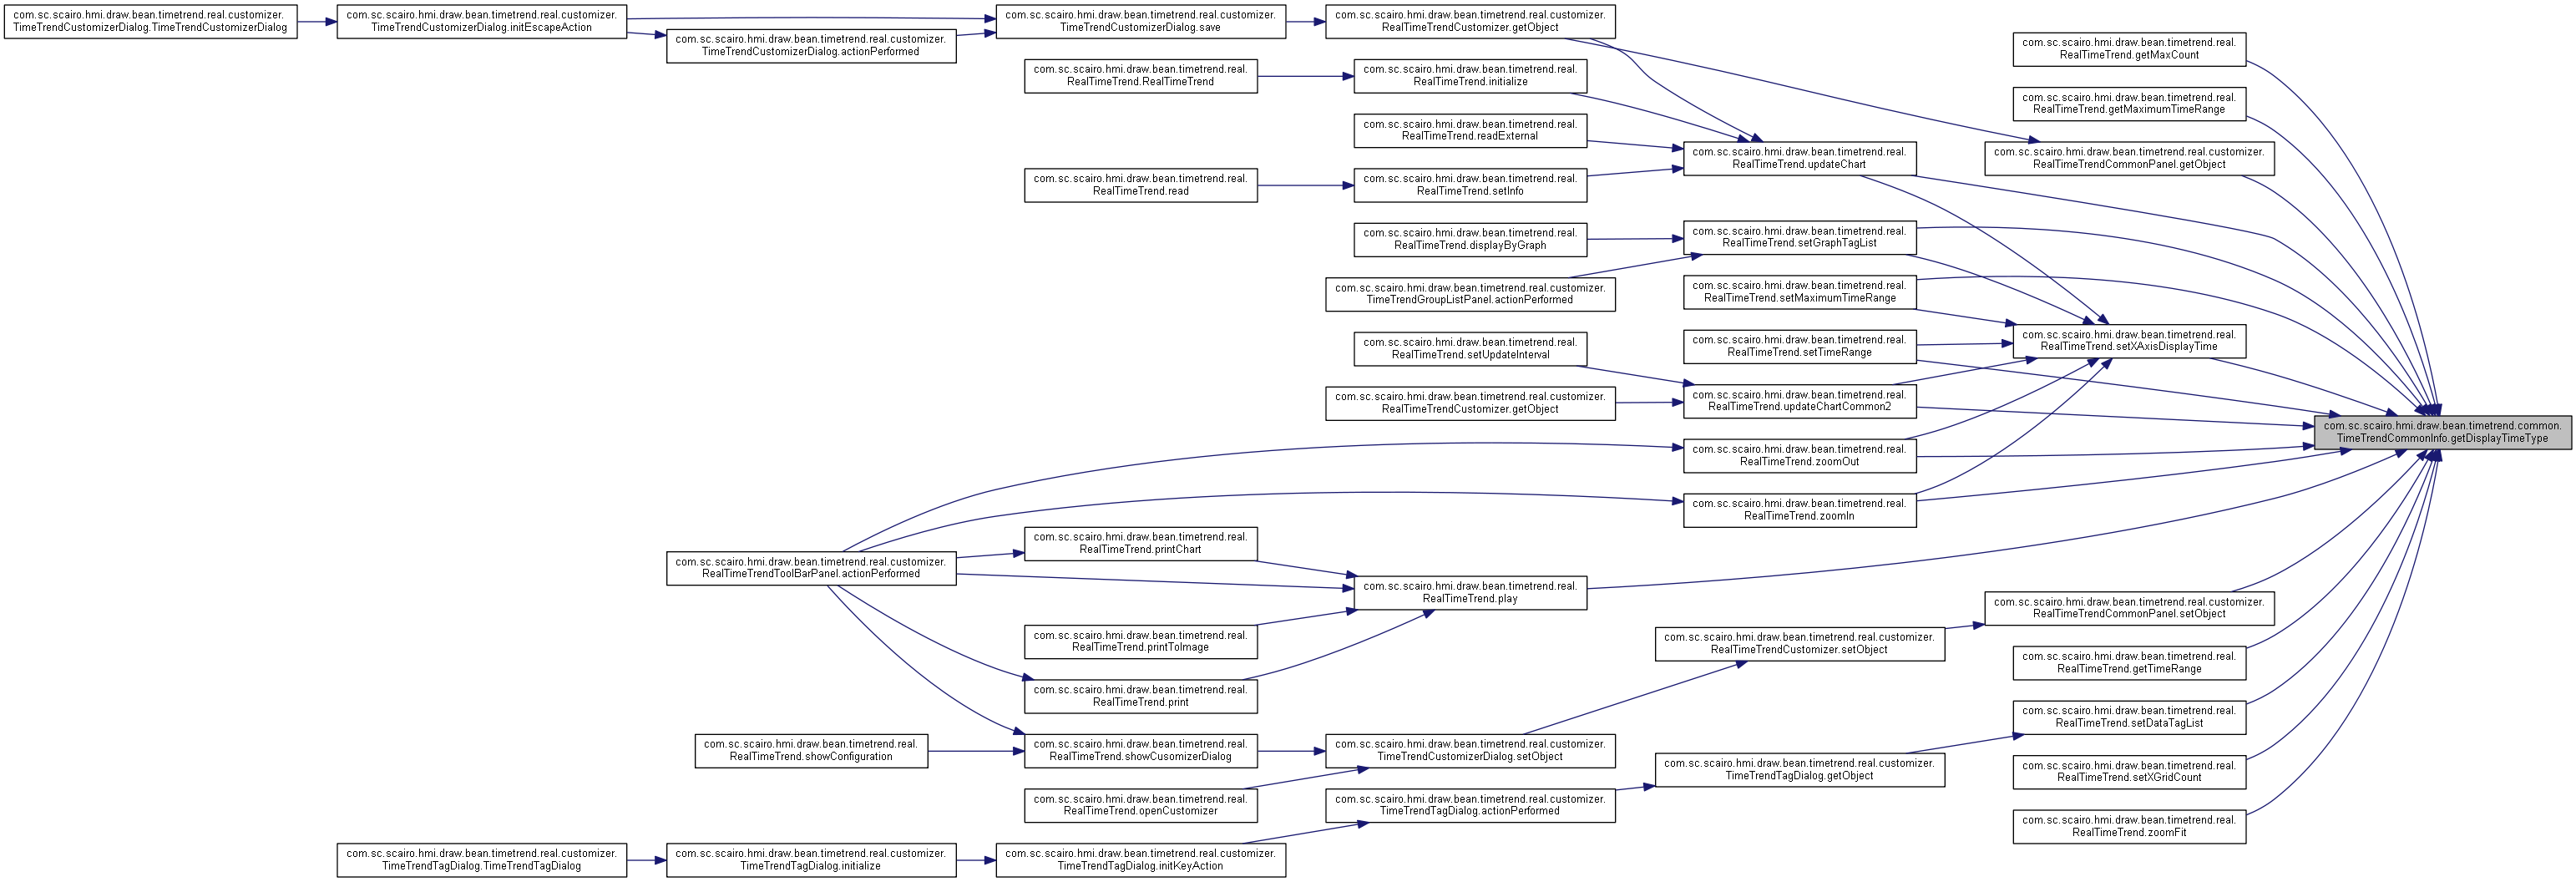 com.sc.scairo.hmi.draw.bean.timetrend.real.customizer.
TimeTrendCustomizerDialog.TimeTrendCustomizerDialog
com.sc.scairo.hmi.draw.bean.timetrend.real.customizer.
TimeTrendCustomizerDialog.initEscapeAction
com.sc.scairo.hmi.draw.bean.timetrend.real.customizer.
TimeTrendCustomizerDialog.actionPerformed
com.sc.scairo.hmi.draw.bean.timetrend.real.customizer.
TimeTrendCustomizerDialog.save
com.sc.scairo.hmi.draw.bean.timetrend.real.customizer.
RealTimeTrendCustomizer.getObject
com.sc.scairo.hmi.draw.bean.timetrend.real.
RealTimeTrend.getMaxCount
com.sc.scairo.hmi.draw.bean.timetrend.real.
RealTimeTrend.RealTimeTrend
com.sc.scairo.hmi.draw.bean.timetrend.real.
RealTimeTrend.initialize
com.sc.scairo.hmi.draw.bean.timetrend.real.
RealTimeTrend.getMaximumTimeRange
com.sc.scairo.hmi.draw.bean.timetrend.real.
RealTimeTrend.readExternal
com.sc.scairo.hmi.draw.bean.timetrend.real.
RealTimeTrend.updateChart
com.sc.scairo.hmi.draw.bean.timetrend.real.customizer.
RealTimeTrendCommonPanel.getObject
com.sc.scairo.hmi.draw.bean.timetrend.real.
RealTimeTrend.read
com.sc.scairo.hmi.draw.bean.timetrend.real.
RealTimeTrend.setInfo
com.sc.scairo.hmi.draw.bean.timetrend.real.
RealTimeTrend.displayByGraph
com.sc.scairo.hmi.draw.bean.timetrend.real.
RealTimeTrend.setGraphTagList
com.sc.scairo.hmi.draw.bean.timetrend.real.customizer.
TimeTrendGroupListPanel.actionPerformed
com.sc.scairo.hmi.draw.bean.timetrend.real.
RealTimeTrend.setMaximumTimeRange
com.sc.scairo.hmi.draw.bean.timetrend.real.
RealTimeTrend.setUpdateInterval
com.sc.scairo.hmi.draw.bean.timetrend.real.
RealTimeTrend.setTimeRange
com.sc.scairo.hmi.draw.bean.timetrend.real.
RealTimeTrend.setXAxisDisplayTime
com.sc.scairo.hmi.draw.bean.timetrend.real.customizer.
RealTimeTrendCustomizer.getObject
com.sc.scairo.hmi.draw.bean.timetrend.real.
RealTimeTrend.updateChartCommon2
com.sc.scairo.hmi.draw.bean.timetrend.common.
TimeTrendCommonInfo.getDisplayTimeType
com.sc.scairo.hmi.draw.bean.timetrend.real.
RealTimeTrend.zoomOut
com.sc.scairo.hmi.draw.bean.timetrend.real.
RealTimeTrend.zoomIn
com.sc.scairo.hmi.draw.bean.timetrend.real.customizer.
RealTimeTrendToolBarPanel.actionPerformed
com.sc.scairo.hmi.draw.bean.timetrend.real.
RealTimeTrend.printChart
com.sc.scairo.hmi.draw.bean.timetrend.real.
RealTimeTrend.play
com.sc.scairo.hmi.draw.bean.timetrend.real.customizer.
RealTimeTrendCommonPanel.setObject
com.sc.scairo.hmi.draw.bean.timetrend.real.
RealTimeTrend.printToImage
com.sc.scairo.hmi.draw.bean.timetrend.real.customizer.
RealTimeTrendCustomizer.setObject
com.sc.scairo.hmi.draw.bean.timetrend.real.
RealTimeTrend.getTimeRange
com.sc.scairo.hmi.draw.bean.timetrend.real.
RealTimeTrend.print
com.sc.scairo.hmi.draw.bean.timetrend.real.
RealTimeTrend.setDataTagList
com.sc.scairo.hmi.draw.bean.timetrend.real.
RealTimeTrend.showConfiguration
com.sc.scairo.hmi.draw.bean.timetrend.real.
RealTimeTrend.showCusomizerDialog
com.sc.scairo.hmi.draw.bean.timetrend.real.customizer.
TimeTrendCustomizerDialog.setObject
com.sc.scairo.hmi.draw.bean.timetrend.real.customizer.
TimeTrendTagDialog.getObject
com.sc.scairo.hmi.draw.bean.timetrend.real.
RealTimeTrend.setXGridCount
com.sc.scairo.hmi.draw.bean.timetrend.real.
RealTimeTrend.openCustomizer
com.sc.scairo.hmi.draw.bean.timetrend.real.customizer.
TimeTrendTagDialog.actionPerformed
com.sc.scairo.hmi.draw.bean.timetrend.real.
RealTimeTrend.zoomFit
com.sc.scairo.hmi.draw.bean.timetrend.real.customizer.
TimeTrendTagDialog.TimeTrendTagDialog
com.sc.scairo.hmi.draw.bean.timetrend.real.customizer.
TimeTrendTagDialog.initialize
com.sc.scairo.hmi.draw.bean.timetrend.real.customizer.
TimeTrendTagDialog.initKeyAction